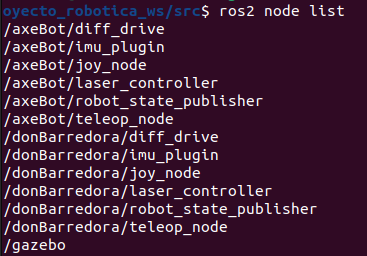 oyecto_robotica_ws/src$ ros2 node list
/axeBot/diff_drive
/axeBot/imu_plugin
/axeBot/joy_node
/axeBot/laser_controller
/axeBot/robot_state_publisher
/axeBot/teleop_node
/donBarredora/diff_drive
/donBarredora/imu_plugin
/donBarredora/joy_node
/donBarredora/laser_controller
/donBarredora/robot_state_publisher
/donBarredora/teleop_node
/gazebo